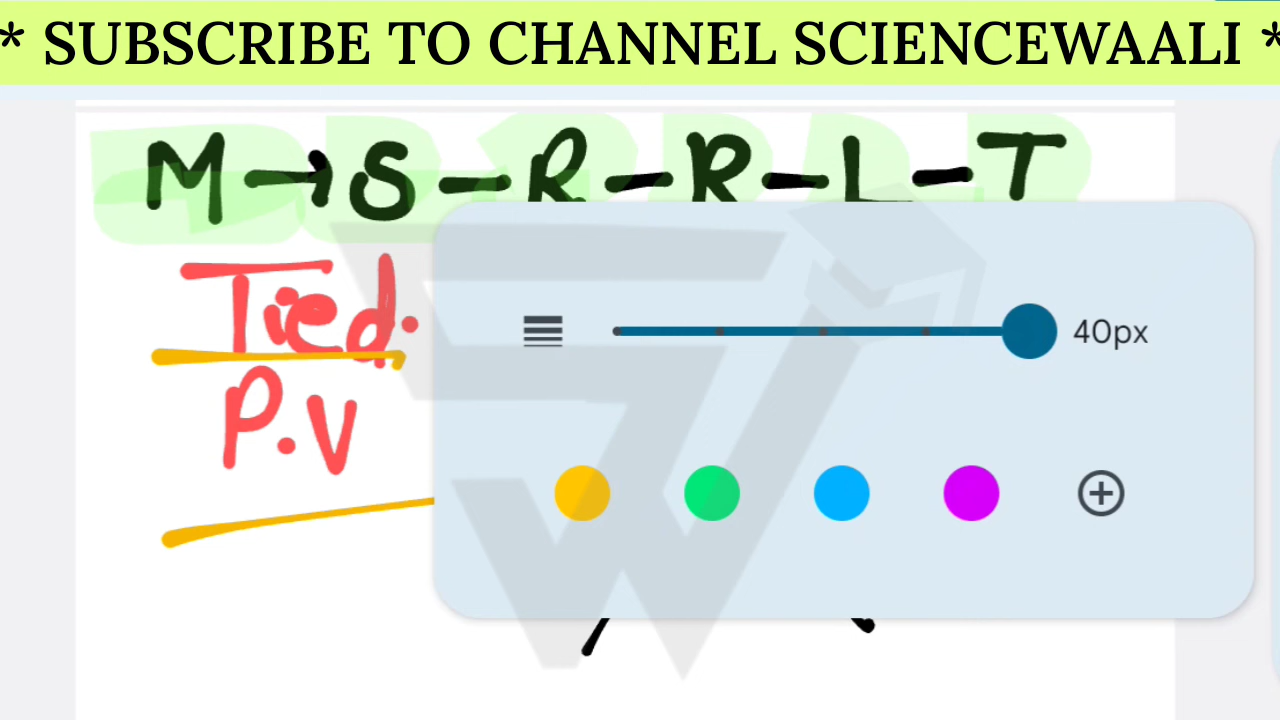 * SUBSCRIBE TO CHANNEL SCIENCEWAALI *
M → S – R – R – L – T
Tied.
P.V
40px